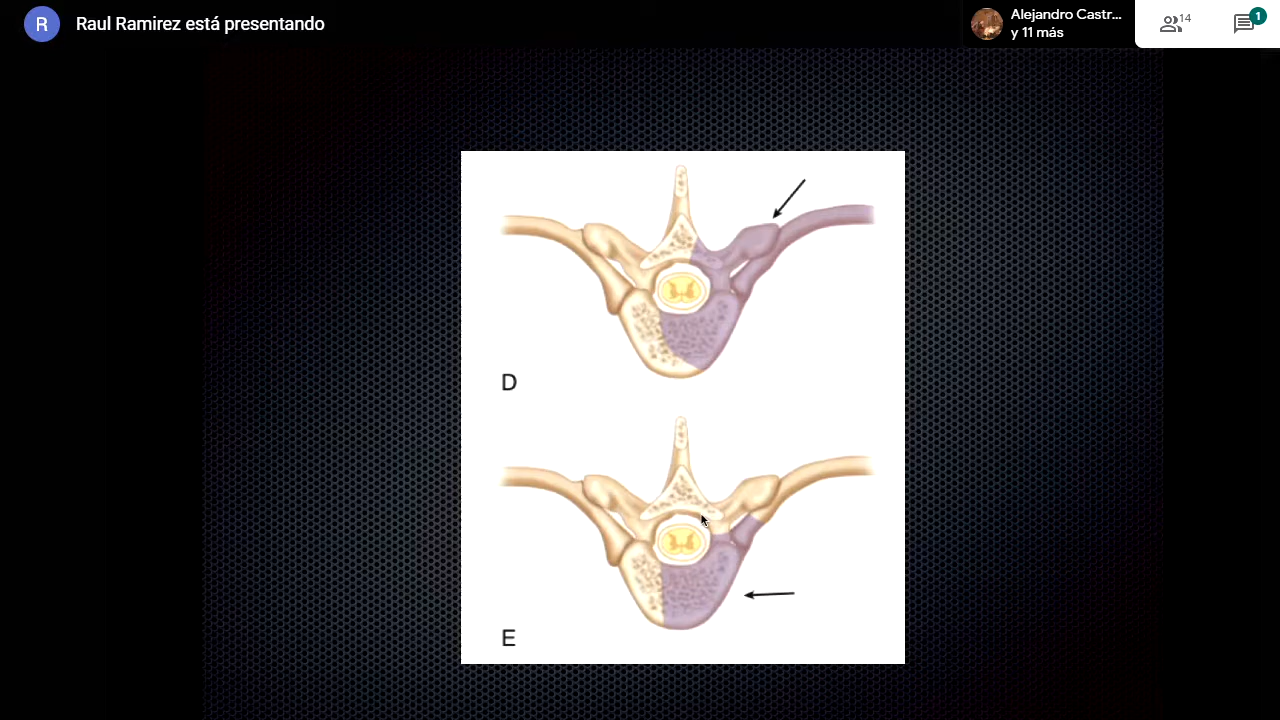 R
Raul Ramirez está presentando
Alejandro Castr...
y 11 más
14
1
D
E